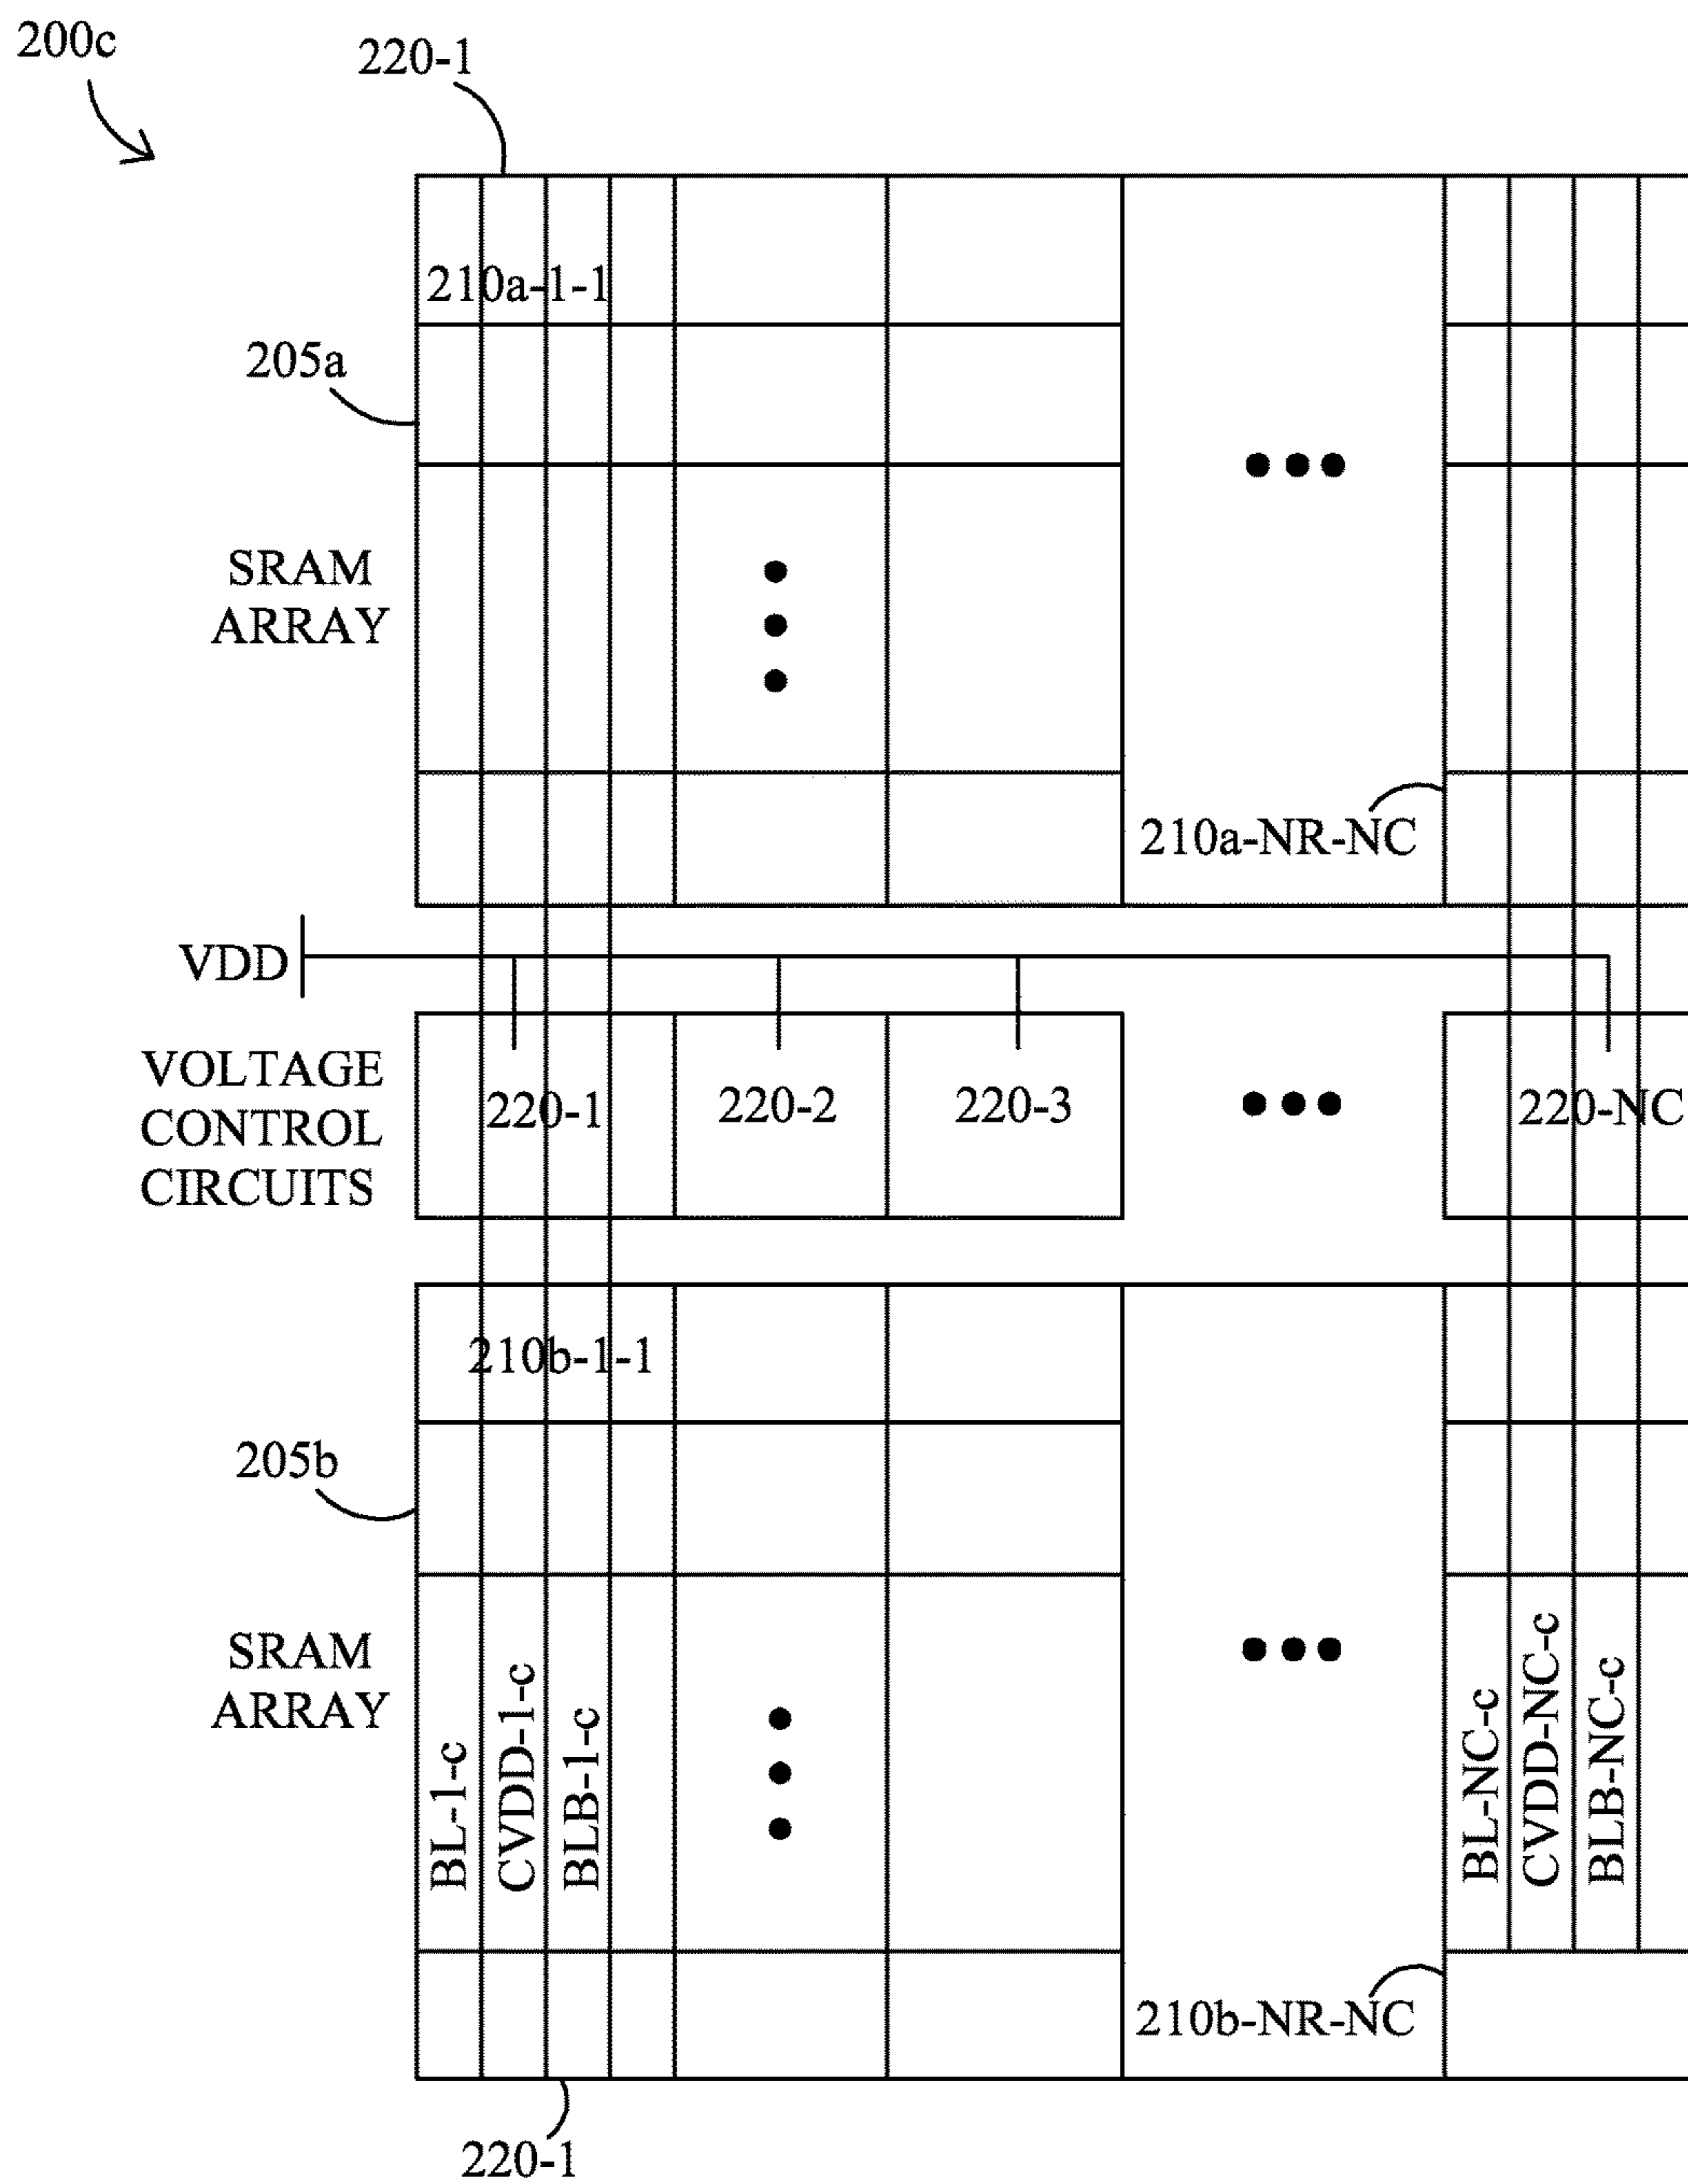 200c
220-1
210a-1-1
205a
SRAM
ARRAY
210a-NR-NC
VDD
VOLTAGE
CONTROL
CIRCUITS
220-1
220-2
220-3
220-NC
210b-1-1
205b
SRAM
ARRAY
BL-1-c
CVDD-1-c
BLB-1-c
BL-NC-c
CVDD-NC-c
BLB-NC-c
210b-NR-NC
220-1